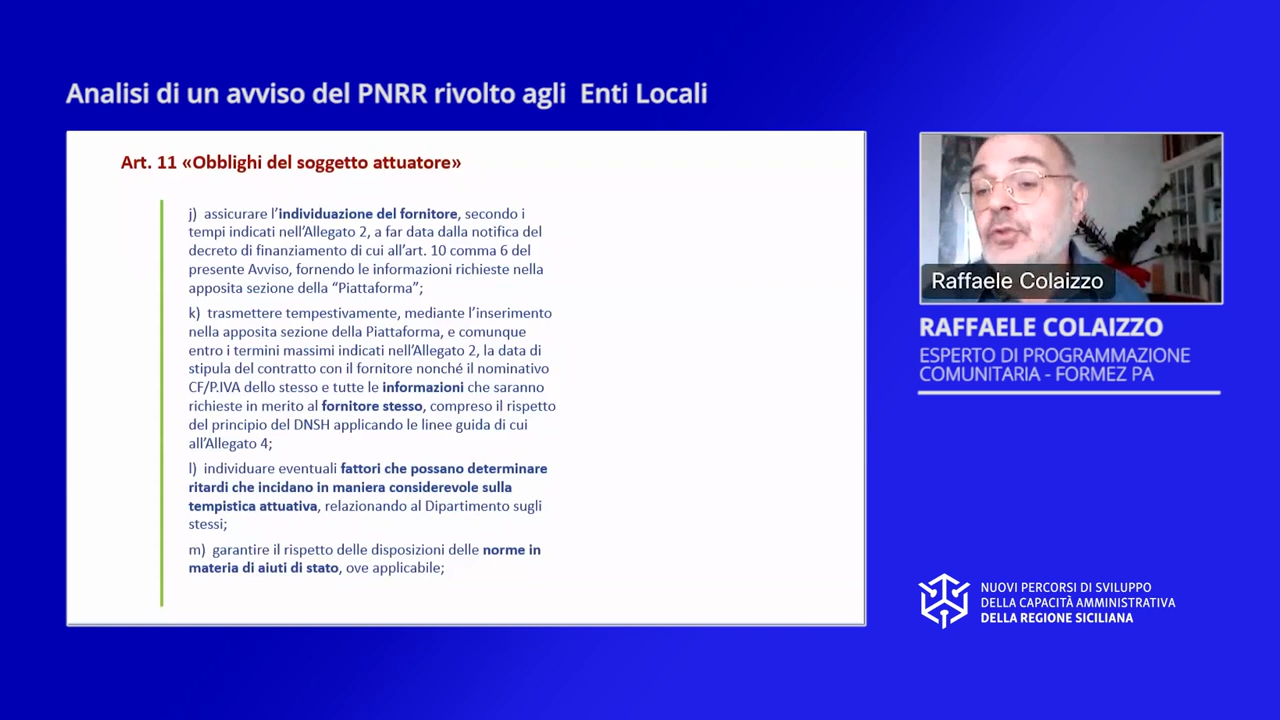 Analisi di un avviso del PNRR rivolto agli Enti Locali
Art. 11 «Obblighi del soggetto attuatore»
j) assicurare l’individuazione del fornitore, secondo i
tempi indicati nell’Allegato 2, a far data dalla notifica del
decreto di finanziamento di cui all’art. 10 comma 6 del
presente Avviso, fornendo le informazioni richieste nella
apposita sezione della “Piattaforma”;
k) trasmettere tempestivamente, mediante l’inserimento
nella apposita sezione della Piattaforma, e comunque
entro i termini massimi indicati nell’Allegato 2, la data di
stipula del contratto con il fornitore nonché il nominativo
CF/P.IVA dello stesso e tutte le informazioni che saranno
richieste in merito al fornitore stesso, compreso il rispetto
del principio del DNSH applicando le linee guida di cui
all’Allegato 4;
l) individuare eventuali fattori che possano determinare
ritardi che incidano in maniera considerevole sulla
tempistica attuativa, relazionando al Dipartimento sugli
stessi;
m) garantire il rispetto delle disposizioni delle norme in
materia di aiuti di stato, ove applicabile;
Raffaele Colaizzo
RAFFAELE COLAIZZO
ESPERTO DI PROGRAMMAZIONE
COMUNITARIA - FORMEZ PA
NUOVI PERCORSI DI SVILUPPO
DELLA CAPACITÀ AMMINISTRATIVA
DELLA REGIONE SICILIANA